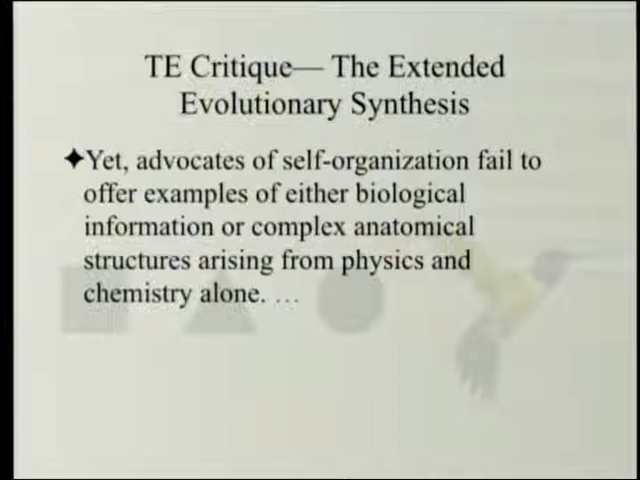 TE Critique— The Extended
Evolutionary Synthesis
✦Yet, advocates of self-organization fail to
offer examples of either biological
information or complex anatomical
structures arising from physics and
chemistry alone. …